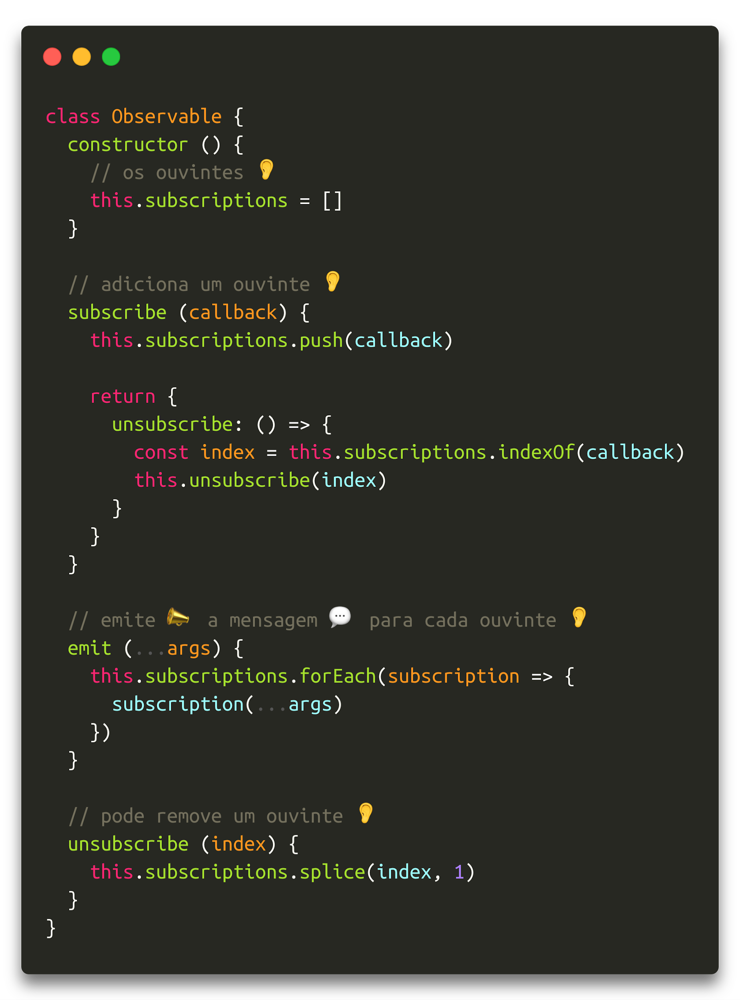 class Observable {
  constructor () {
    // os ouvintes 👂
    this.subscriptions = []
  }

  // adiciona um ouvinte 👂
  subscribe (callback) {
    this.subscriptions.push(callback)

    return {
      unsubscribe: () => {
        const index = this.subscriptions.indexOf(callback)
        this.unsubscribe(index)
      }
    }
  }

  // emite 📣 a mensagem 💬 para cada ouvinte 👂
  emit (...args) {
    this.subscriptions.forEach(subscription => {
      subscription(...args)
    })
  }

  // pode remove um ouvinte 👂
  unsubscribe (index) {
    this.subscriptions.splice(index, 1)
  }
}